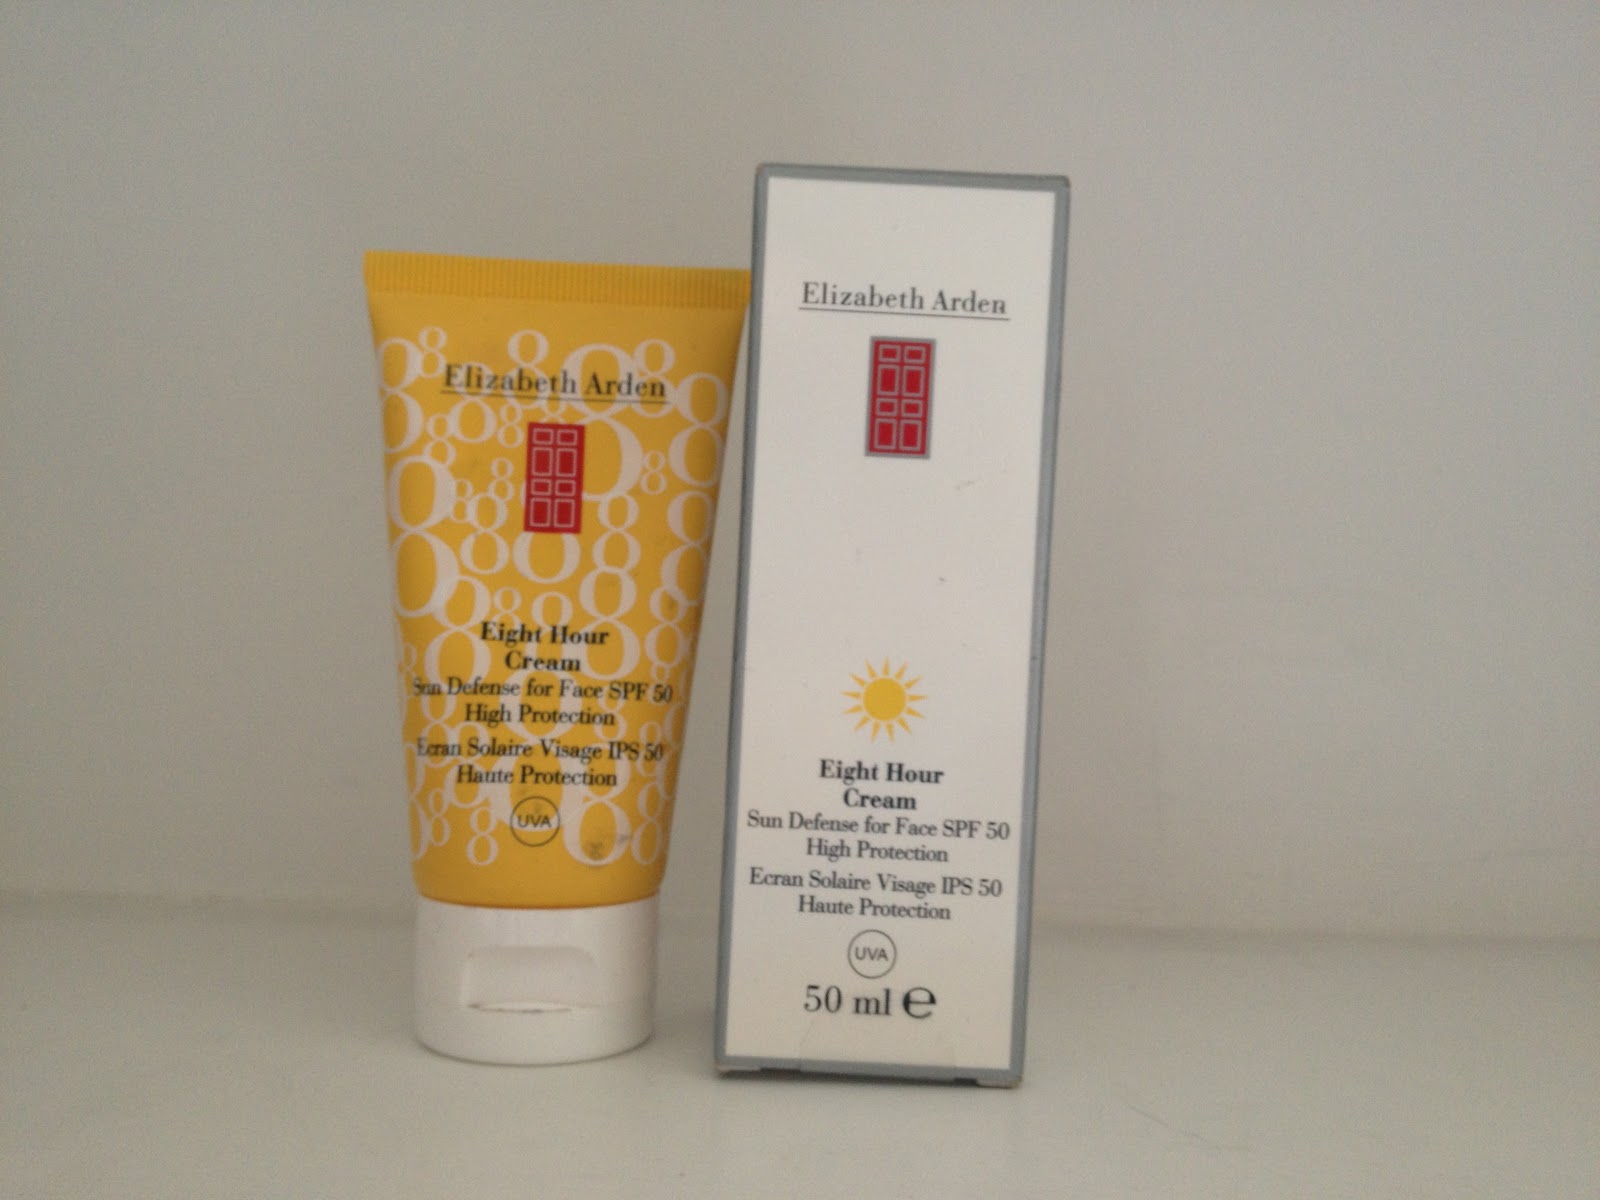 Elizabeth Arden
Eight Hour
Cream
Sun Defense for Face SPF 50
High Protection
Ecran Solaire Visage IPS 50
Haute Protection
UVA
Elizabeth Arden
Eight Hour
Cream
Sun Defense for Face SPF 50
High Protection
Ecran Solaire Visage IPS 50
Haute Protection
UVA
50 ml ℮